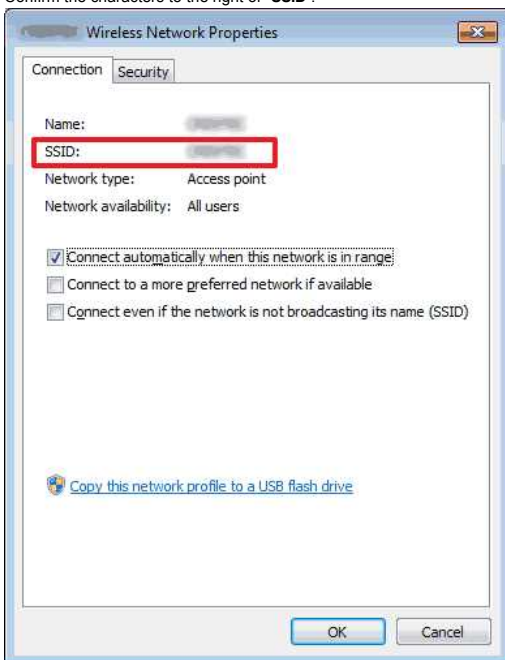 Confirm the characters to the right of "SSID".
Wireless Network Properties
Connection
Security
Name:
SSID:
Network type: Access point
Network availability: All users
Connect automatically when this network is in range
Connect to a more preferred network if available
Connect even if the network is not broadcasting its name (SSID)
Copy this network profile to a USB flash drive
OK
Cancel